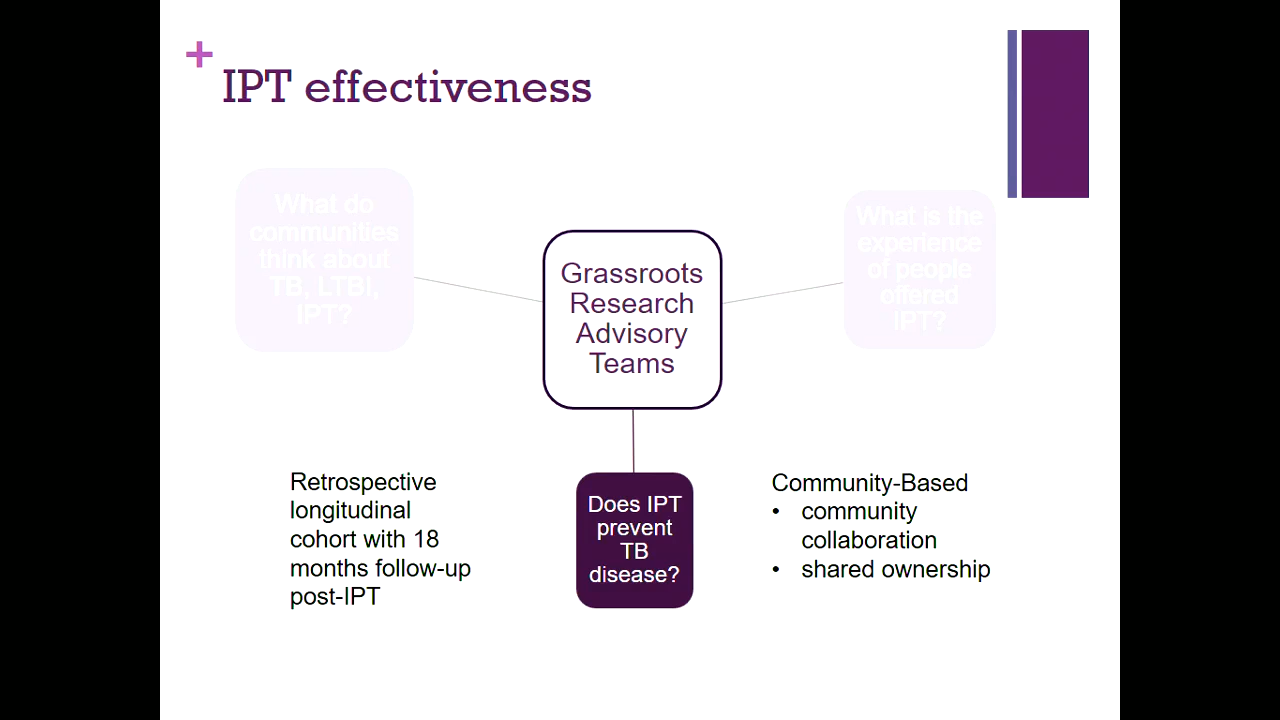 +
IPT effectiveness
What do
communities
think about
TB, LTBI,
IPT?
What is the
experience
of people
offered
IPT?
Grassroots
Research
Advisory
Teams
Retrospective
longitudinal
cohort with 18
months follow-up
post-IPT
Does IPT
prevent
TB
disease?
Community-Based
• community
collaboration
• shared ownership